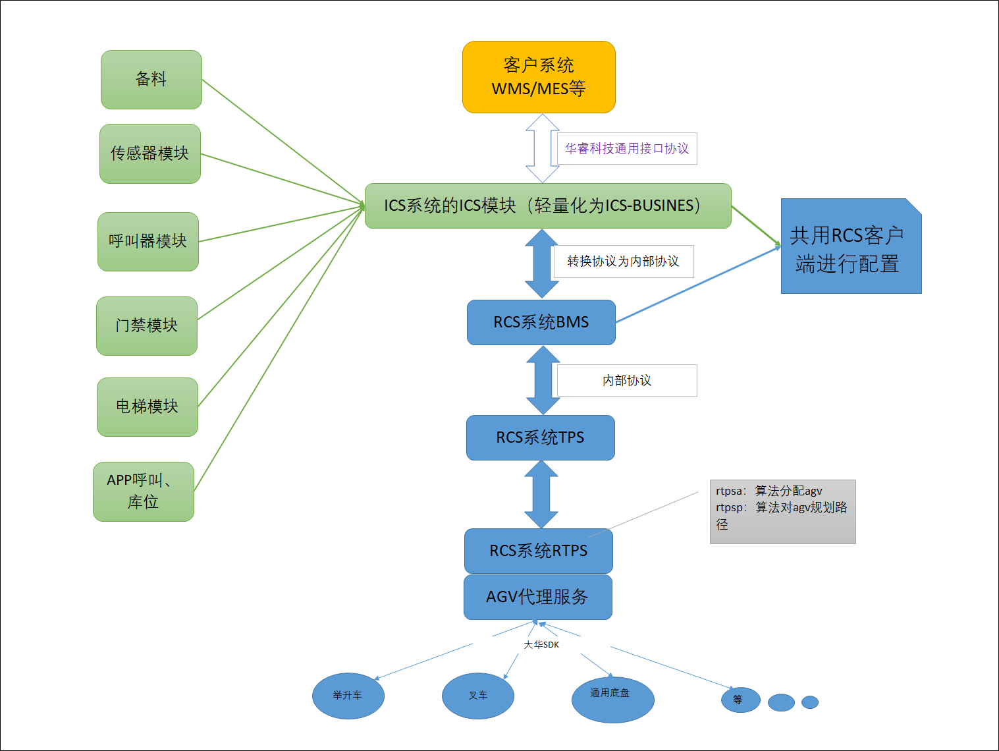 客户系统
WMS/MES等
备料
华睿科技通用接口协议
传感器模块
ICS系统的ICS模块（轻量化为ICS-BUSINES）
共用RCS客户
端进行配置
呼叫器模块
转换协议为内部协议
门禁模块
RCS系统BMS
内部协议
电梯模块
RCS系统TPS
APP呼叫、
库位
rtpsa：算法分配agv
rtpsp：算法对agv规划路
径
RCS系统RTPS
AGV代理服务
大华SDK
举升车
叉车
通用底盘
等